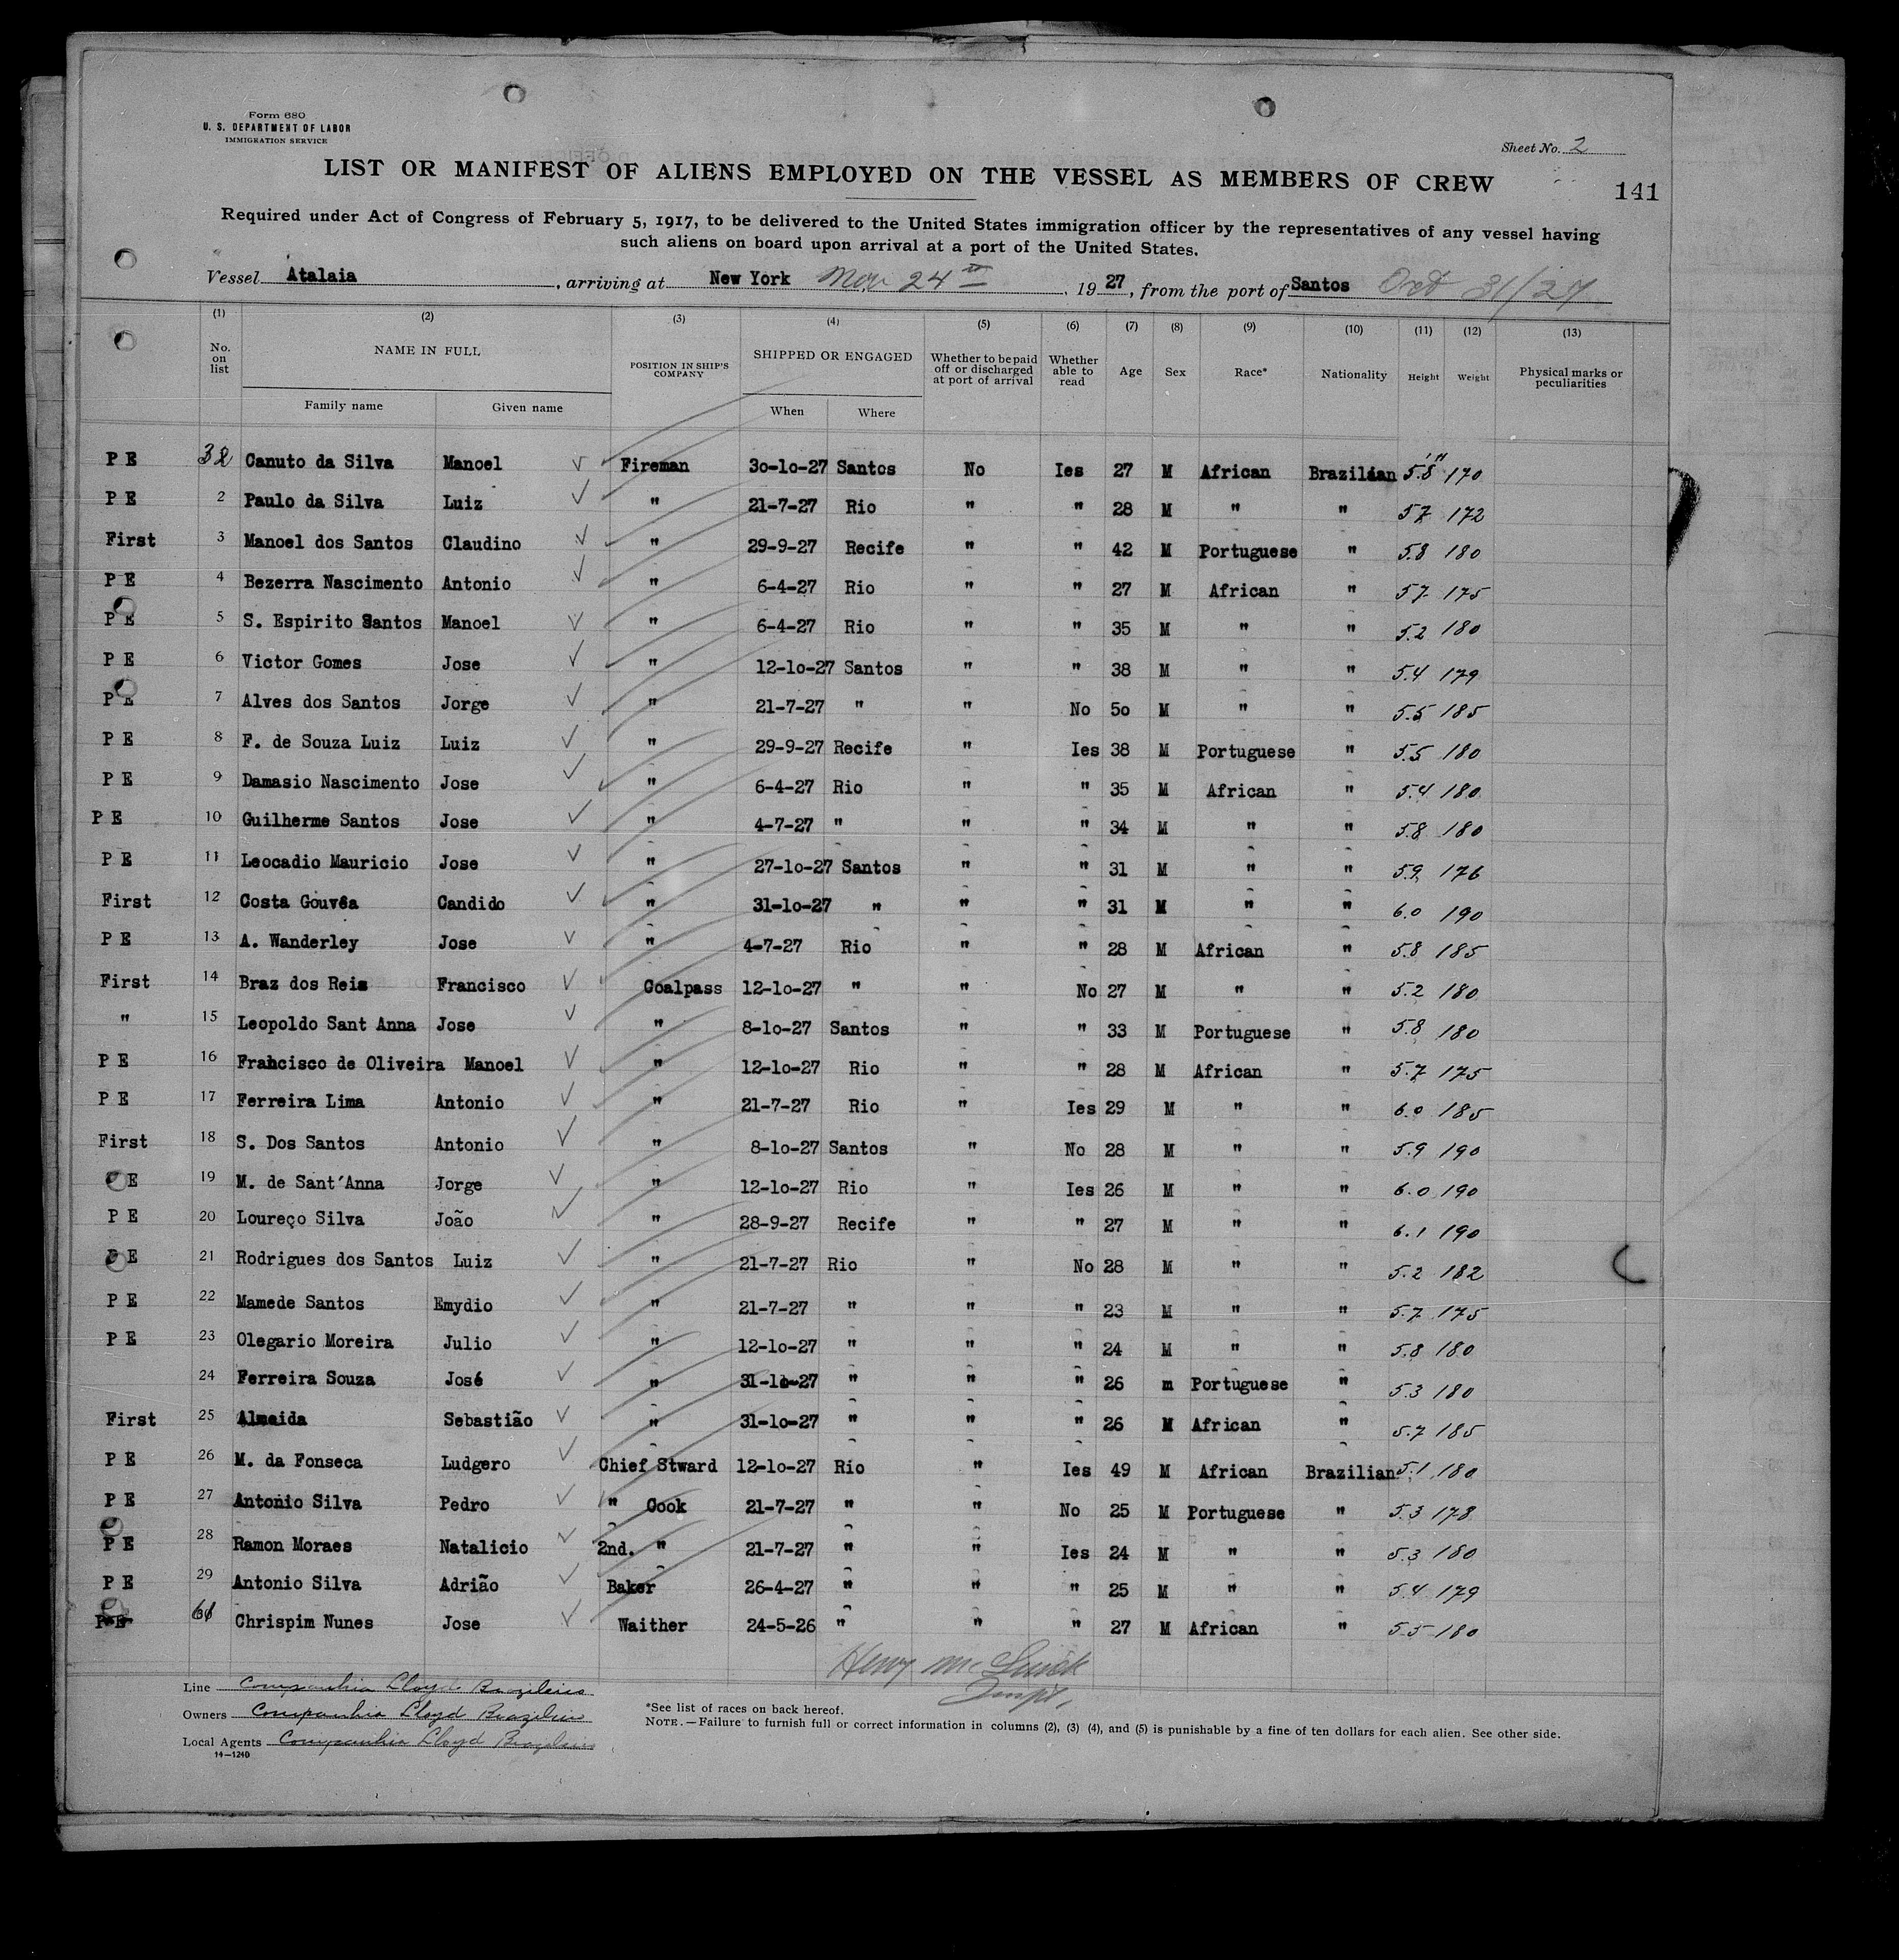 Form 680
U. S. DEPARTMENT OF LABOR
IMMIGRATION SERVICE
Sheet No. 2
LIST OR MANIFEST OF ALIENS EMPLOYED ON THE VESSEL AS MEMBERS OF CREW
141
Required under Act of Congress of February 5, 1917, to be delivered to the United States immigration officer by the representatives of any vessel having
such aliens on board upon arrival at a port of the United States.
Vessel Atalaia, arriving at New York Nov 24th, 1927, from the port of Santos Oct 31/27
(1) (2) (3) (4) (5) (6) (7) (8) (9) (10) (11) (12) (13)
No. on list NAME IN FULL Family name Given name POSITION IN SHIP'S COMPANY SHIPPED OR ENGAGED When Where Whether to be paid off or discharged at port of arrival Whether able to read Age Sex Race* Nationality Height Weight Physical marks or peculiarities
P E 32 Canuto da Silva Manoel √ Fireman 30-10-27 Santos No Ies 27 M African Brazilian 5'.8" 170
P E 2 Paulo da Silva Luiz √ " 21-7-27 Rio " " 28 M " " 5 7 172
First 3 Manoel dos Santos Claudino √ " 29-9-27 Recife " " 42 M Portuguese " 5.8 180
P E 4 Bezerra Nascimento Antonio √ " 6-4-27 Rio " " 27 M African " 5 7 175
P E 5 S. Espirito Santos Manoel √ " 6-4-27 Rio " " 35 M " " 5.2 180
P E 6 Victor Gomes Jose √ " 12-10-27 Santos " " 38 M " " 5.4 179
P E 7 Alves dos Santos Jorge √ " 21-7-27 " " No 50 M " " 5.5 185
P E 8 F. de Souza Luiz Luiz √ " 29-9-27 Recife " Ies 38 M Portuguese " 5.5 180
P E 9 Damasio Nascimento Jose √ " 6-4-27 Rio " " 35 M African " 5.4 180
P E 10 Guilherme Santos Jose √ " 4-7-27 " " " 34 M " " 5.8 180
P E 11 Leocadio Mauricio Jose √ " 27-10-27 Santos " " 31 M " " 5.9 176
First 12 Costa Gouvêa Candido √ " 31-10-27 " " " 31 M " " 6.0 190
P E 13 A. Wanderley Jose √ " 4-7-27 Rio " " 28 M African " 5.8 185
First 14 Braz dos Reis Francisco √ Coalpass 12-10-27 " " No 27 M " " 5.2 180
" 15 Leopoldo Sant Anna Jose √ " 8-10-27 Santos " " 33 M Portuguese " 5.8 180
P E 16 Francisco de Oliveira Manoel √ " 12-10-27 Rio " " 28 M African " 5.7 175
P E 17 Ferreira Lima Antonio √ " 21-7-27 Rio " Ies 29 M " " 6.0 185
First 18 S. Dos Santos Antonio √ " 8-10-27 Santos " No 28 M " " 5.9 190
E 19 M. de Sant'Anna Jorge √ " 12-10-27 Rio " Ies 26 M " " 6.0 190
P E 20 Loureço Silva João √ " 28-9-27 Recife " " 27 M " " 6.1 190
P E 21 Rodrigues dos Santos Luiz √ " 21-7-27 Rio " No 28 M " " 5.2 182
P E 22 Mamede Santos Emydio √ " 21-7-27 " " " 23 M " " 5.7 175
P E 23 Olegario Moreira Julio √ " 12-10-27 " " " 24 M " " 5.8 180
24 Ferreira Souza José √ " 31-10-27 " " " 26 m Portuguese " 5.3 180
First 25 Almeida Sebastião √ " 31-10-27 " " " 26 M African " 5.7 185
P E 26 M. da Fonseca Ludgero √ Chief Stward 12-10-27 Rio " Ies 49 M African Brazilian 5.1 180
P E 27 Antonio Silva Pedro √ " Cook 21-7-27 " " No 25 M Portuguese " 5.3 178
P E 28 Ramon Moraes Natalicio √ 2nd. " 21-7-27 " " Ies 24 M " " 5.3 180
P E 29 Antonio Silva Adrião √ Baker 26-4-27 " " " 25 M " " 5.4 179
P E 61 Chrispim Nunes Jose √ Waither 24-5-26 " " " 27 M African " 5.5 180
Line Companhia Lloyd Brazileiro
Owners Companhia Lloyd Brazileiro
Local Agents Companhia Lloyd Brazileiro
14—1240
*See list of races on back hereof.
NOTE.—Failure to furnish full or correct information in columns (2), (3) (4), and (5) is punishable by a fine of ten dollars for each alien. See other side.